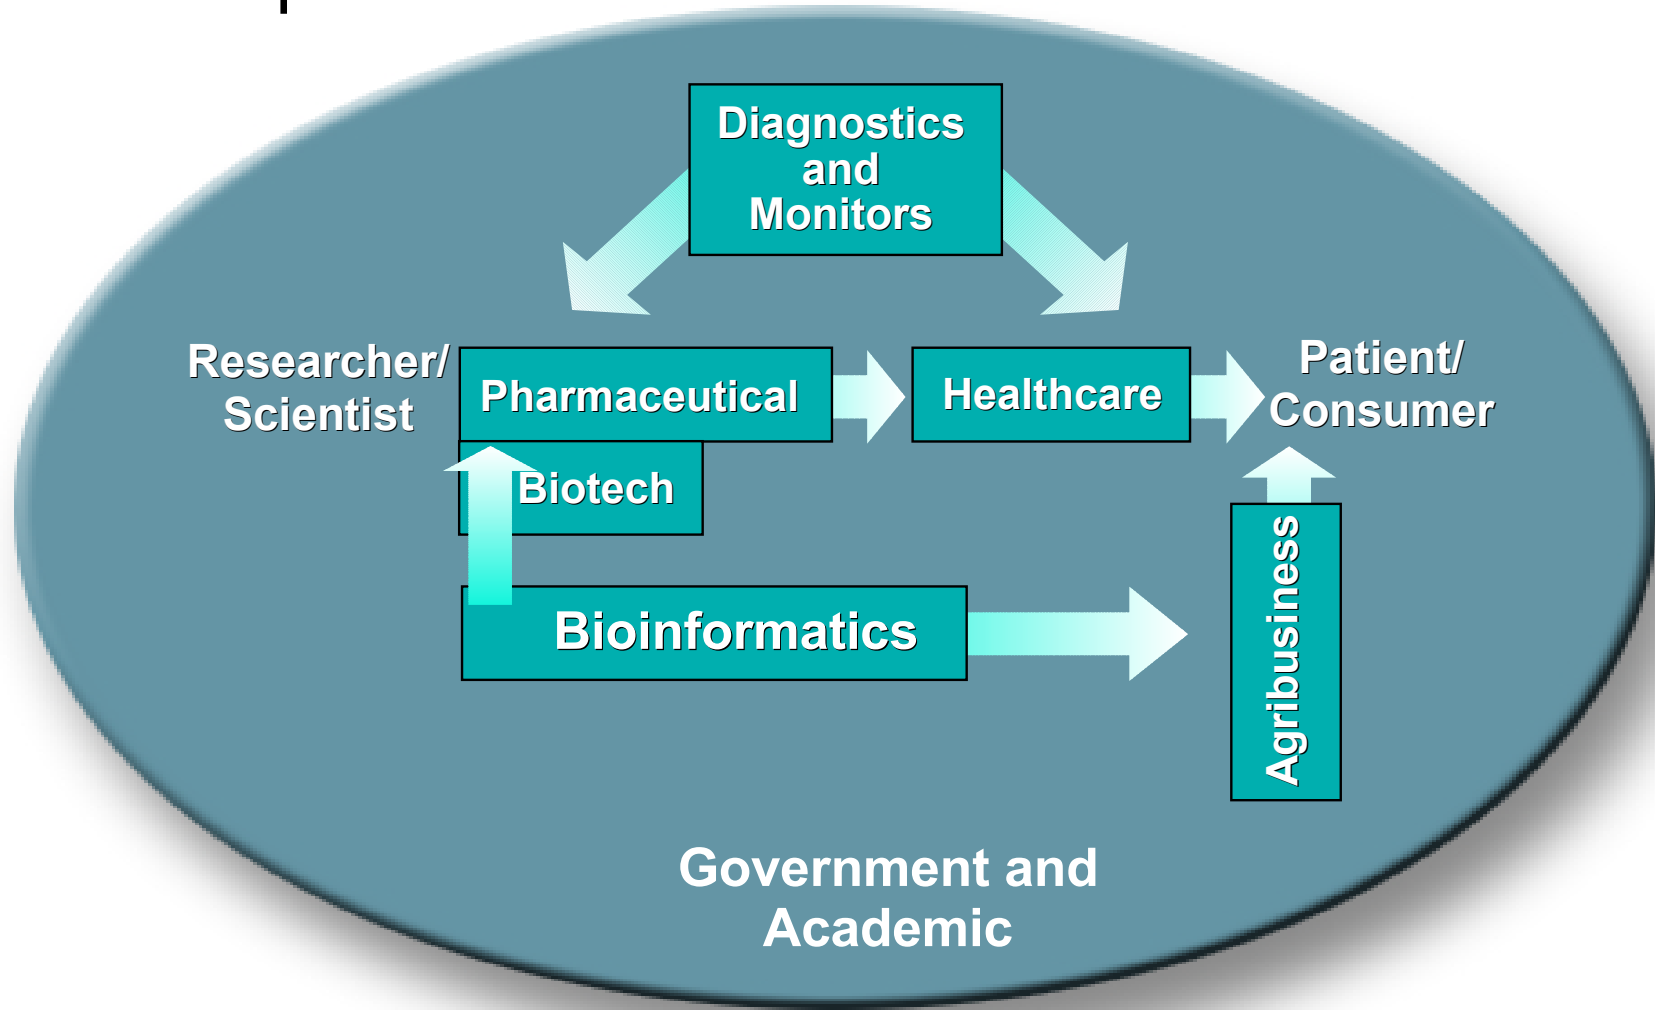 Diagnostics
and
Monitors
Researcher/
Scientist
Pharmaceutical
Healthcare
Patient/
Consumer
Biotech
Bioinformatics
Agribusiness
Government and
Academic